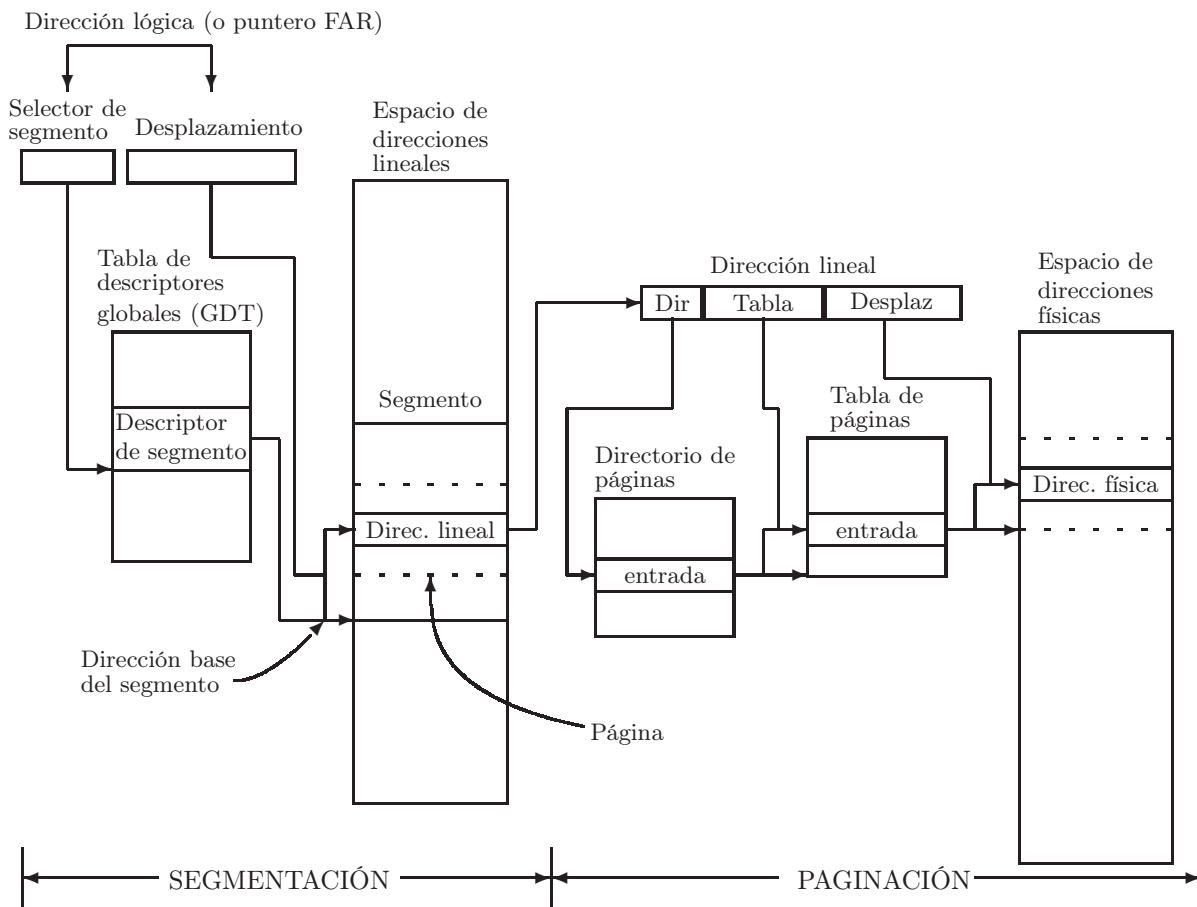 Dirección lógica (o puntero FAR)
Selector de
segmento
Desplazamiento
Espacio de
direcciones
lineales
Tabla de
descriptores
globales (GDT)
Descriptor
de segmento
Segmento
Direc. lineal
Dirección base
del segmento
Página
Dirección lineal
Dir
Tabla
Desplaz
Directorio de
páginas
entrada
Tabla de
páginas
entrada
Espacio de
direcciones
físicas
Direc. física
SEGMENTACIÓN
PAGINACIÓN